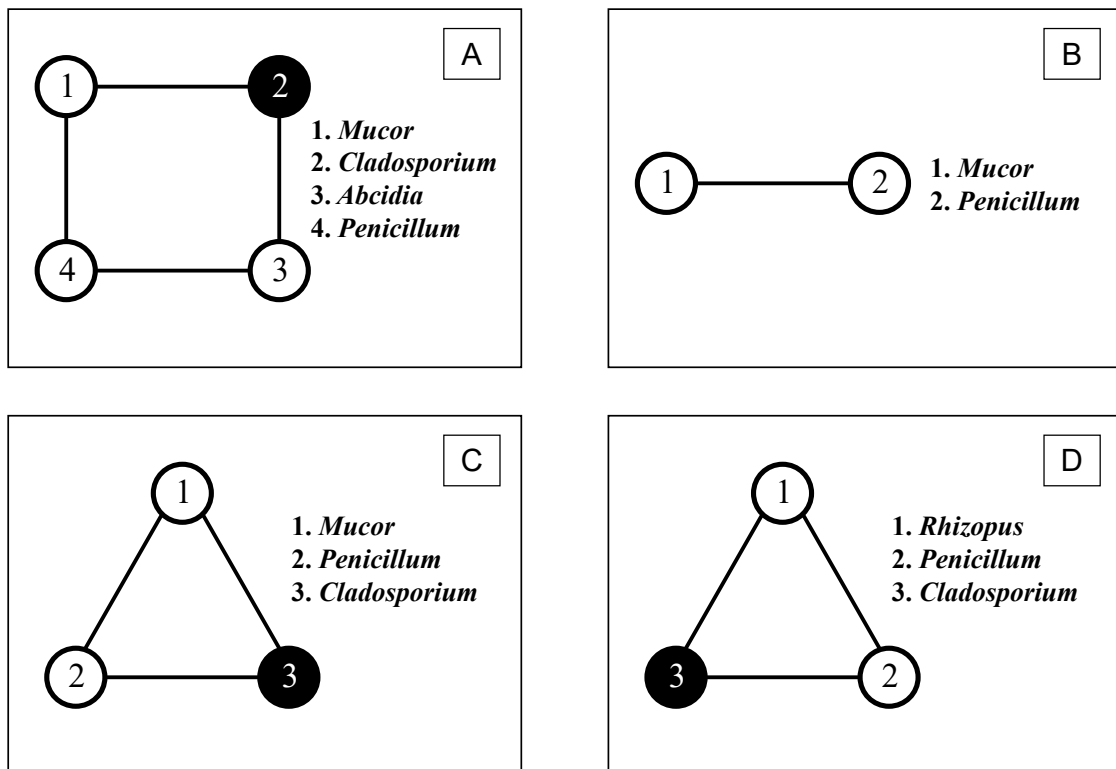 A
1
2
1. Mucor
2. Cladosporium
3. Abcidia
4. Penicillum
4
3
B
1
2
1. Mucor
2. Penicillum
C
1
1. Mucor
2. Penicillum
3. Cladosporium
2
3
D
1
1. Rhizopus
2. Penicillum
3. Cladosporium
3
2